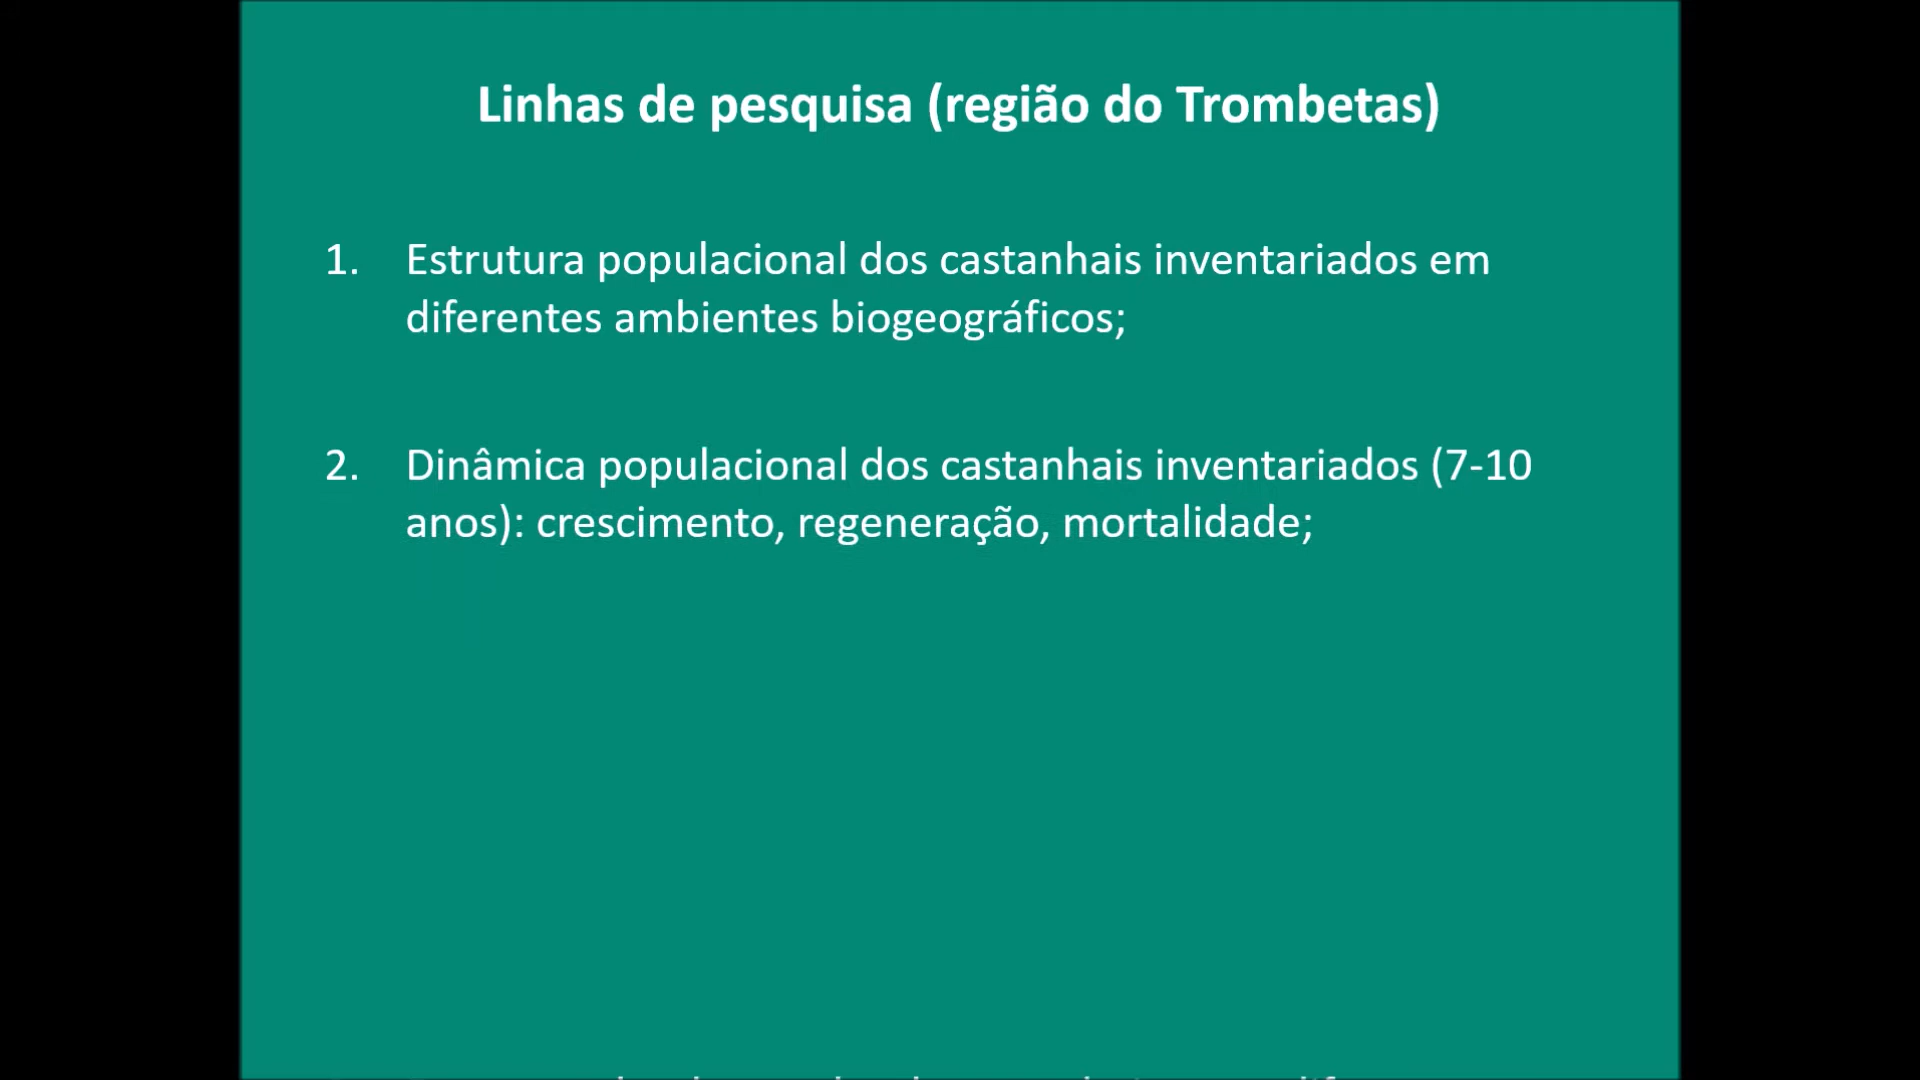 Linhas de pesquisa (região do Trombetas)
1. Estrutura populacional dos castanhais inventariados em
diferentes ambientes biogeográficos;
2. Dinâmica populacional dos castanhais inventariados (7-10
anos): crescimento, regeneração, mortalidade;